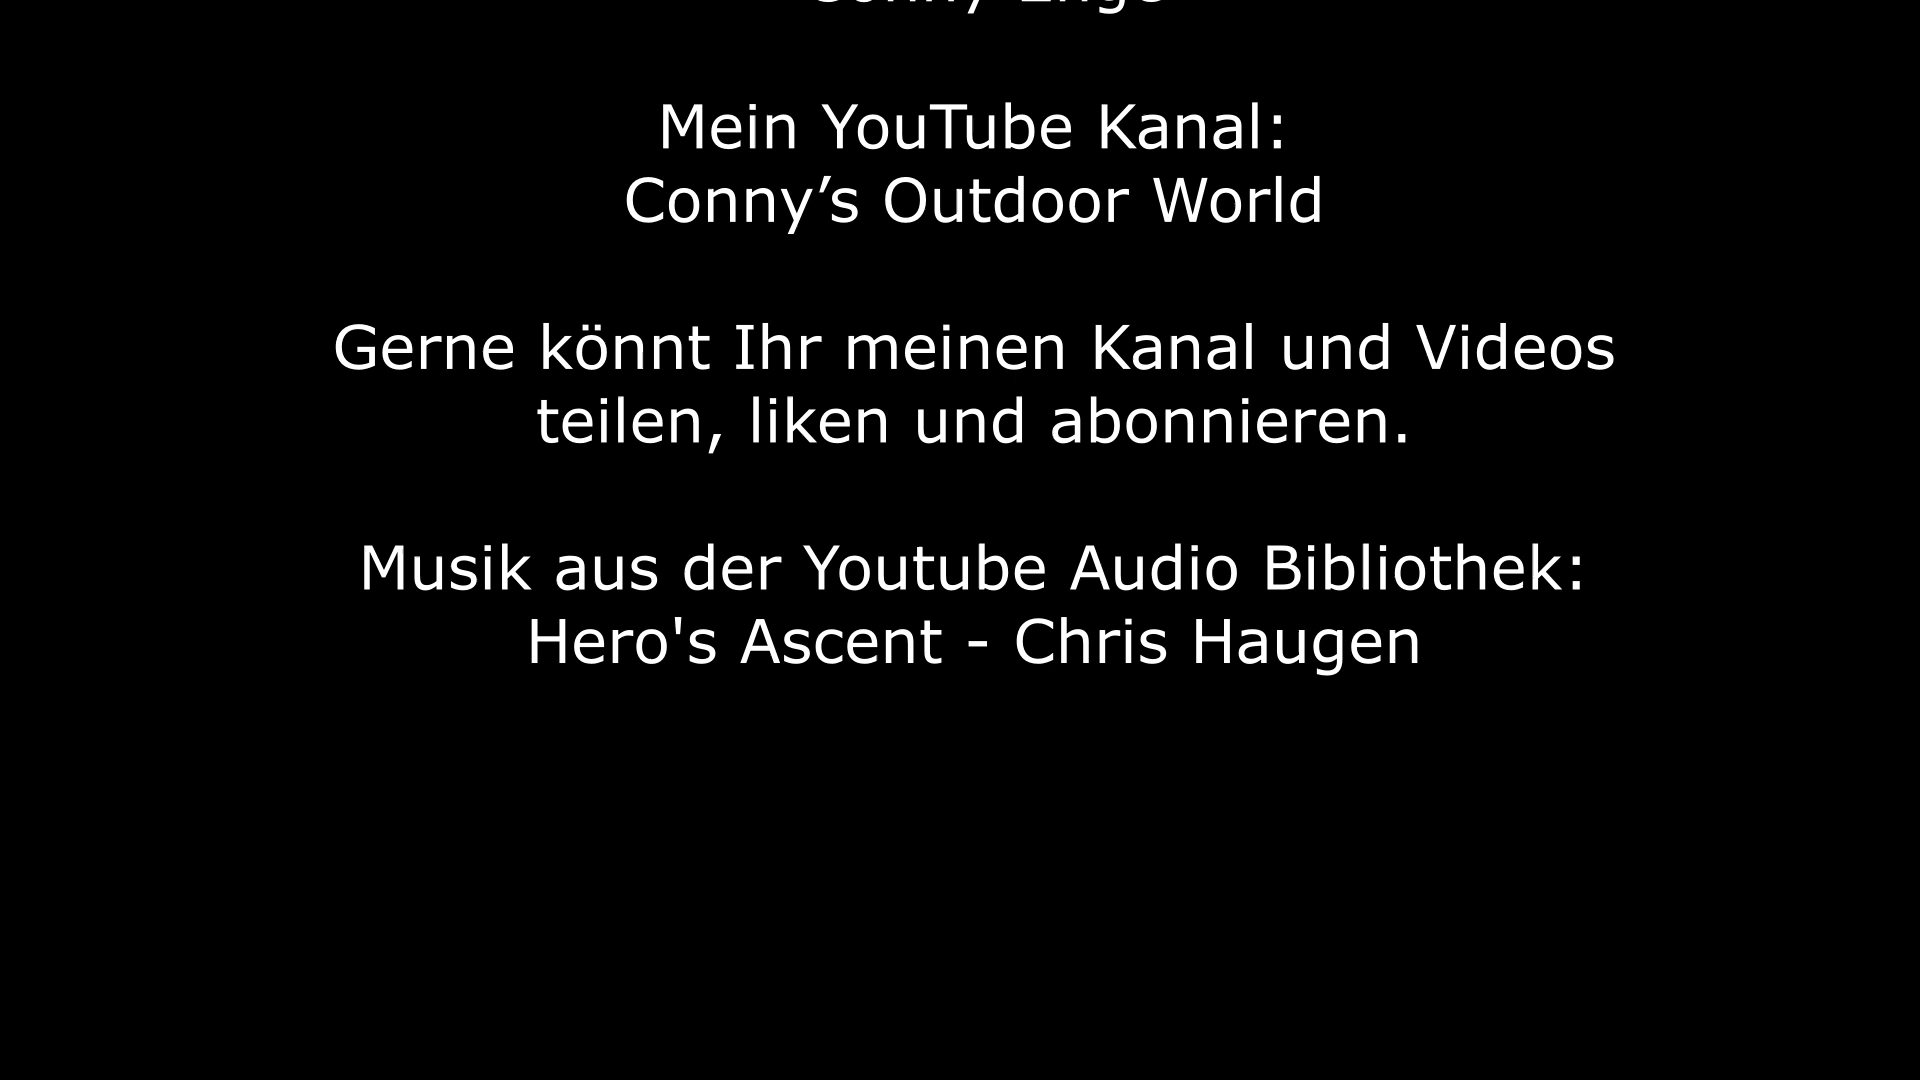 Mein YouTube Kanal:
Conny’s Outdoor World
Gerne könnt Ihr meinen Kanal und Videos
teilen, liken und abonnieren.
Musik aus der Youtube Audio Bibliothek:
Hero's Ascent - Chris Haugen